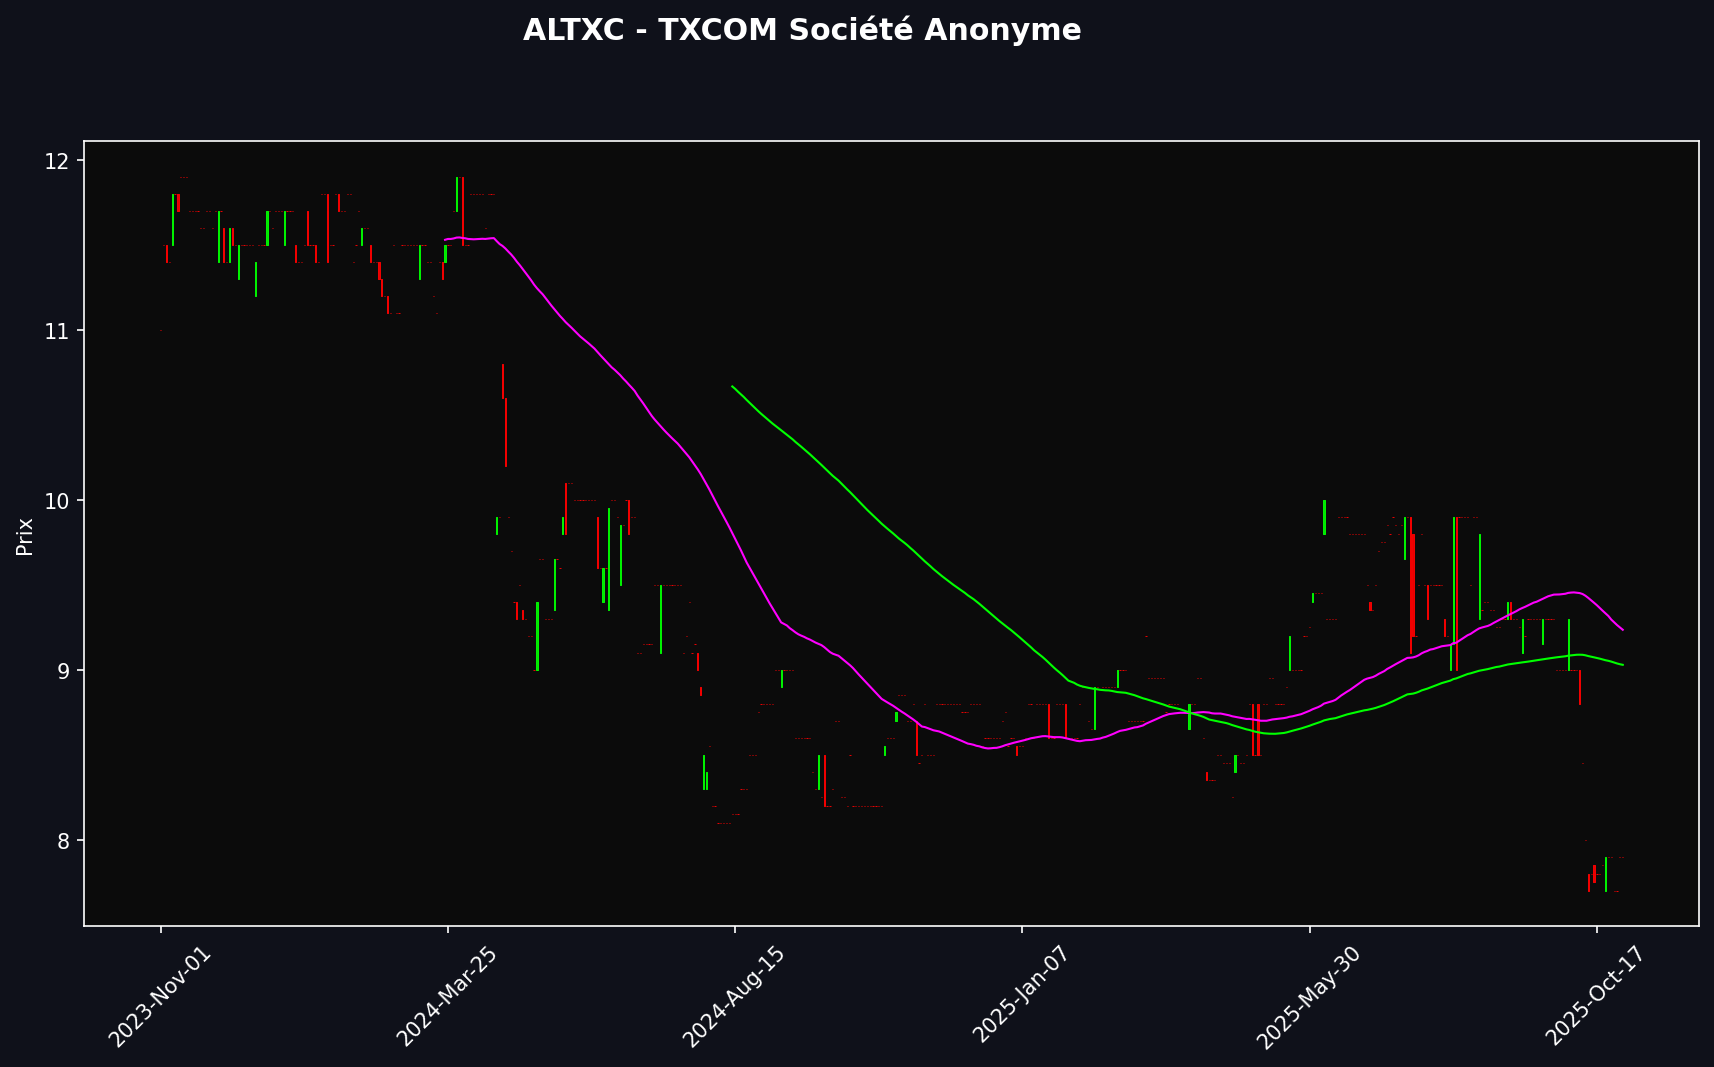 ALTXC - TXCOM Société Anonyme
12
11
10
9
8
Prix
2023-Nov-01
2024-Mar-25
2024-Aug-15
2025-Jan-07
2025-May-30
2025-Oct-17